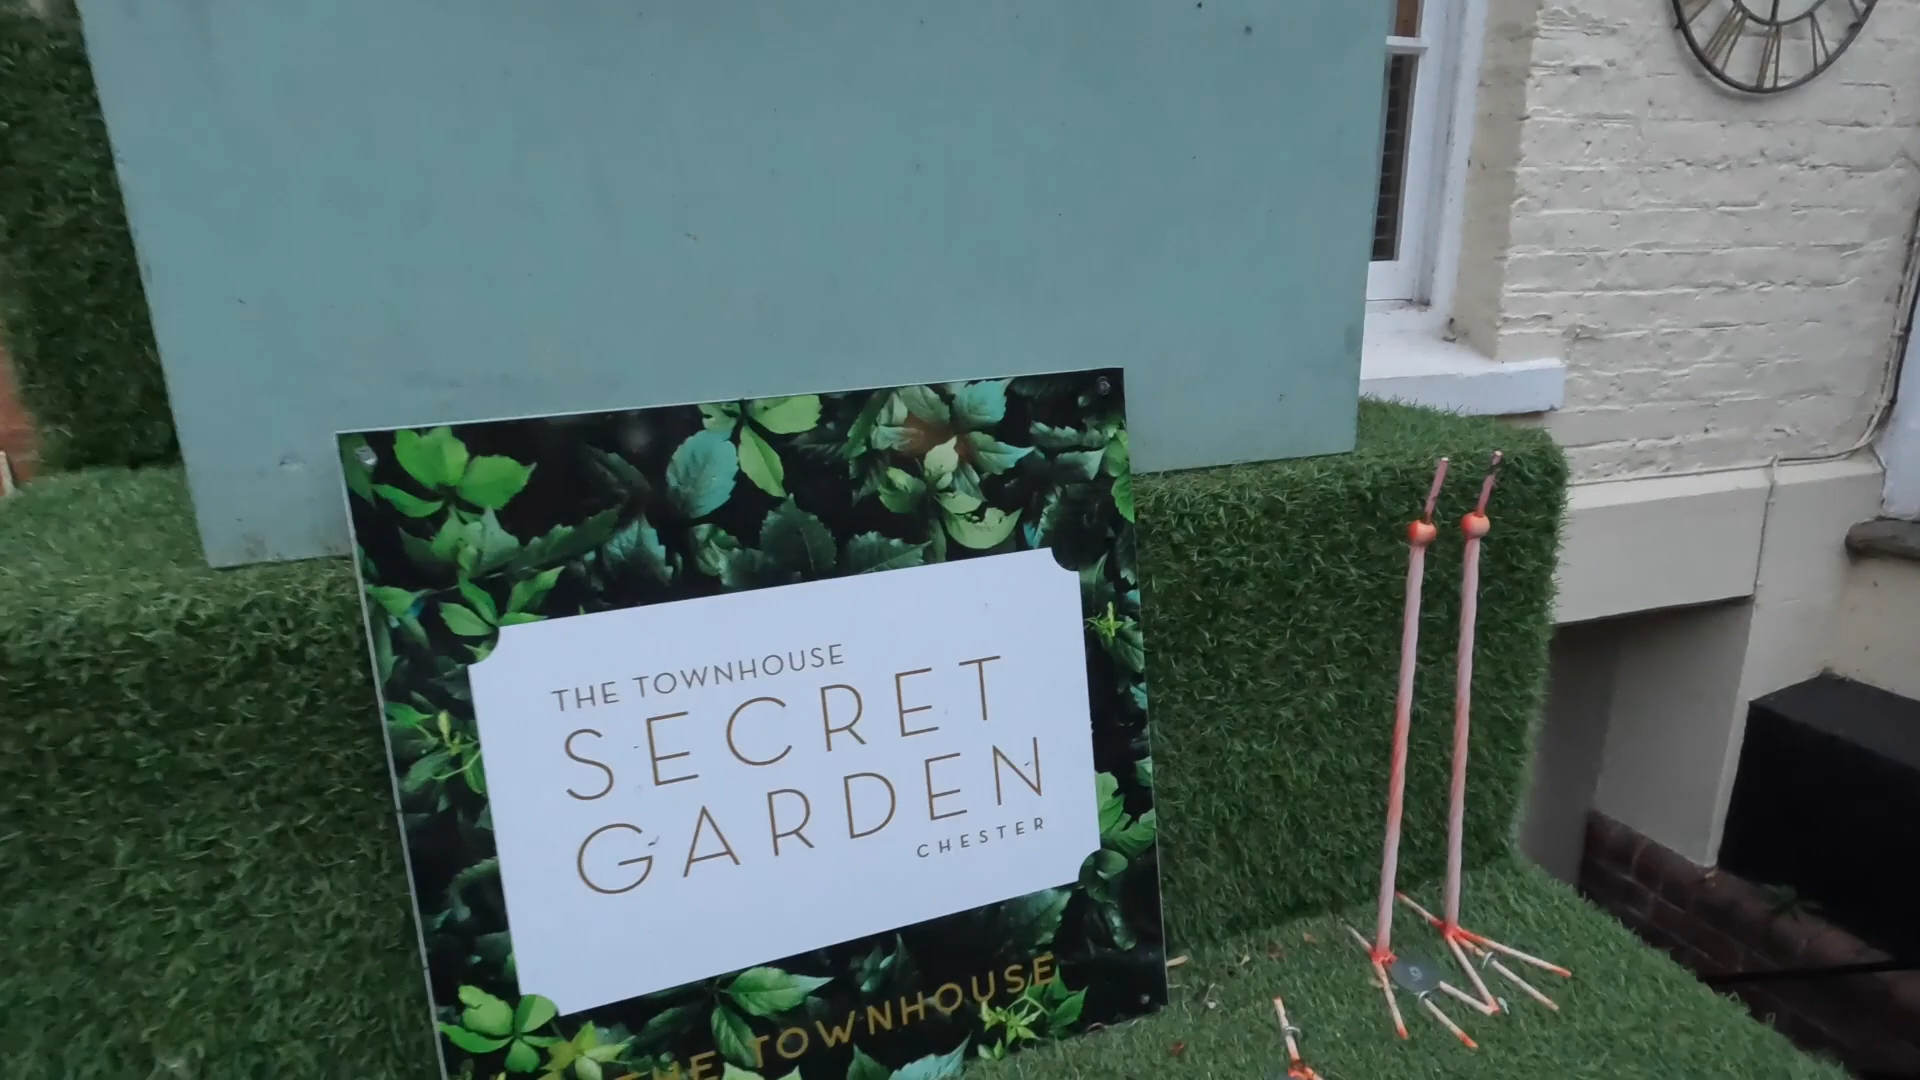 THE TOWNHOUSE
SECRET
GARDEN
CHESTER
THE TOWNHOUSE